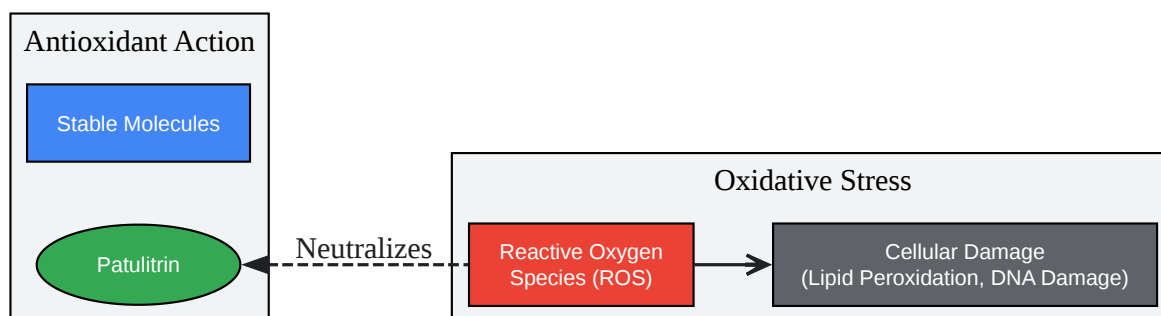 Antioxidant Action
Stable Molecules
Patulitrin
Neutralizes
Oxidative Stress
Reactive Oxygen
Species (ROS)
Cellular Damage
(Lipid Peroxidation, DNA Damage)